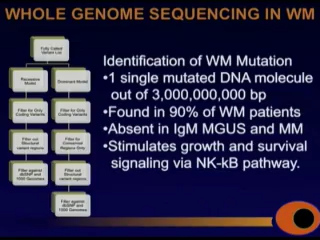 WHOLE GENOME SEQUENCING IN WM
Fully Called
Variant List
Recessive
Model
Dominant Model
Filter for Only
Coding Variants
Filter for Only
Coding Variants
Filter out
Structural
variant regions
Filter for
Consensus
Regions Only
Filter against
dbSNP and
1000 Genomes
Filter out
Structural
variant regions
Filter against
dbSNP and
1000 Genomes
Identification of WM Mutation
•1 single mutated DNA molecule
out of 3,000,000,000 bp
•Found in 90% of WM patients
•Absent in IgM MGUS and MM
•Stimulates growth and survival
signaling via NK-kB pathway.